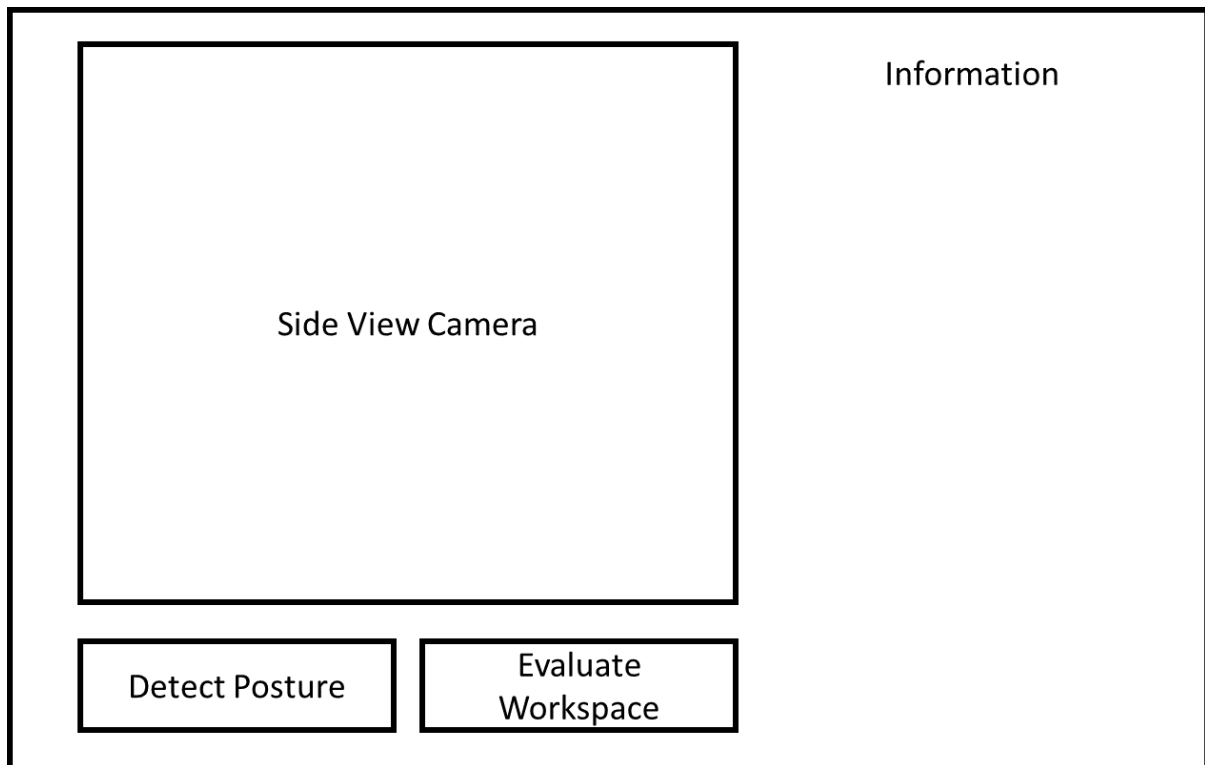 Information
Side View Camera
Detect Posture
Evaluate
Workspace